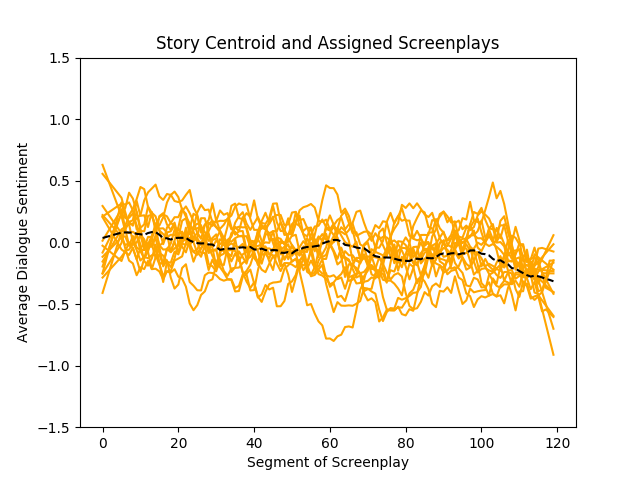 Story Centroid and Assigned Screenplays
1.5
1.0
0.5
0.0
−0.5
−1.0
−1.5
Average Dialogue Sentiment
0 20 40 60 80 100 120
Segment of Screenplay